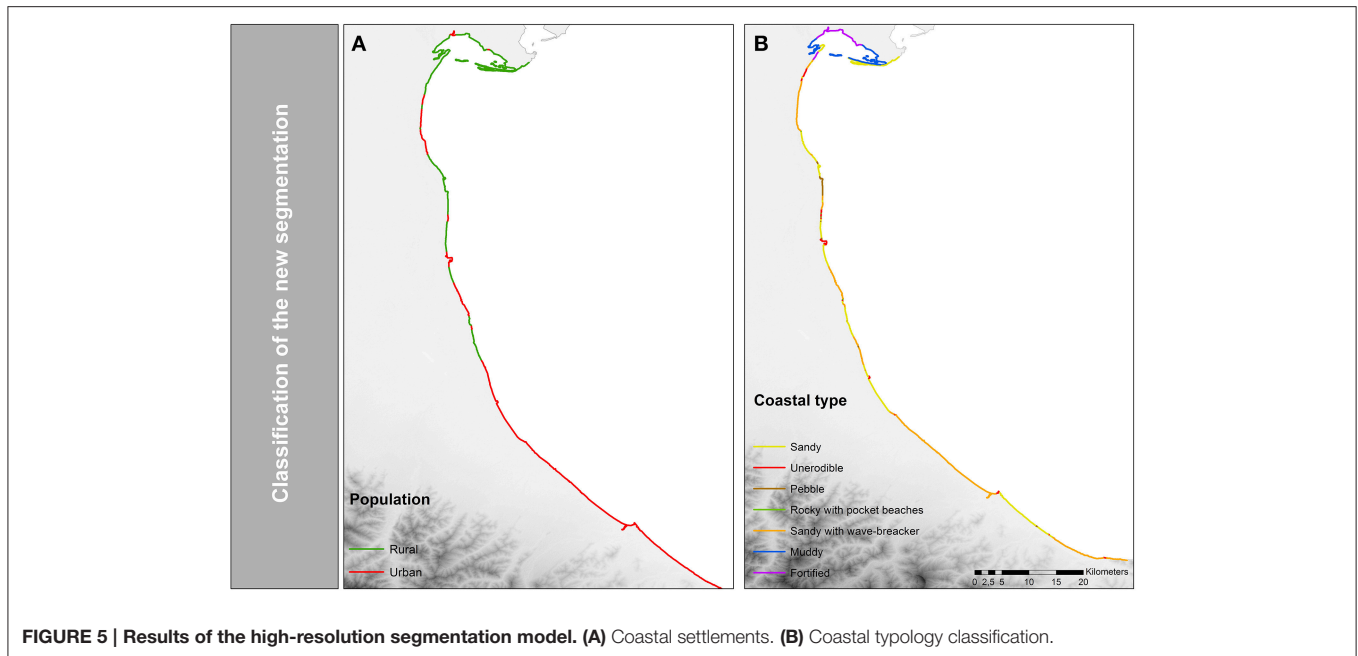 Classification of the new segmentation
A
Population
Rural
Urban
B
Coastal type
Sandy
Unerodible
Pebble
Rocky with pocket beaches
Sandy with wave-breacker
Muddy
Fortified
0 2,5 5 10 15 20 Kilometers
FIGURE 5 | Results of the high-resolution segmentation model. (A) Coastal settlements. (B) Coastal typology classification.